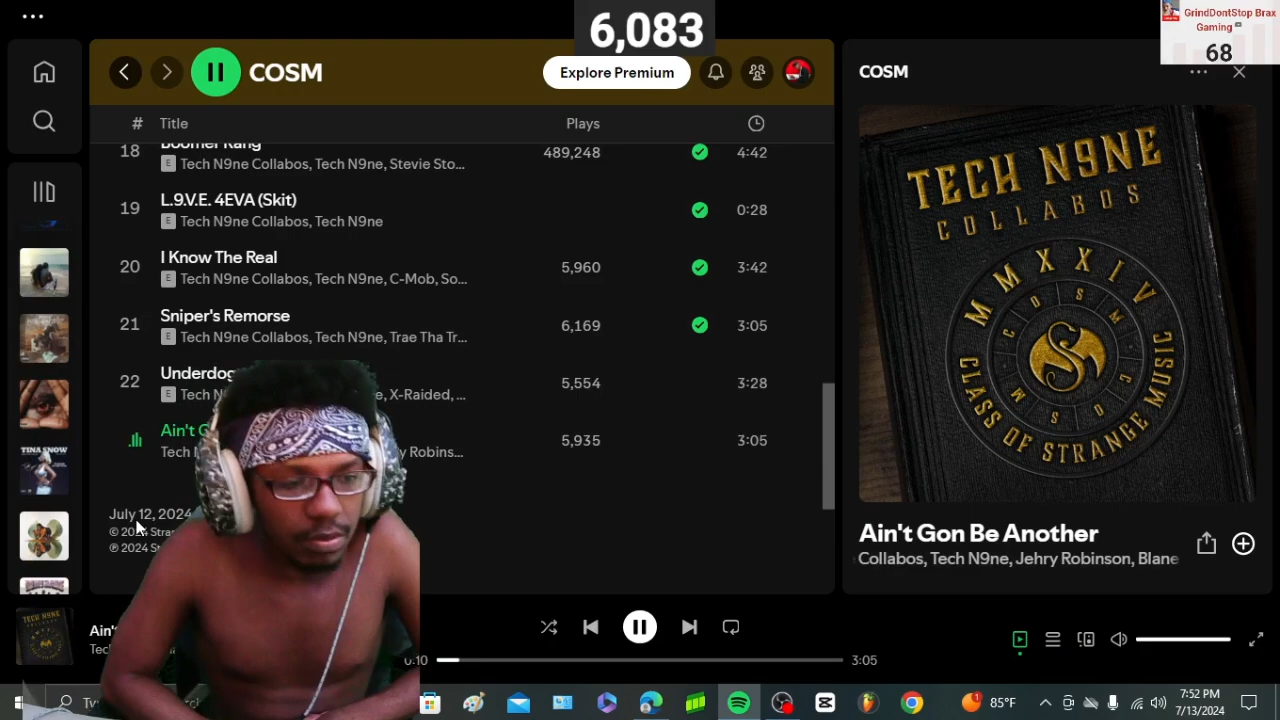 6,083
GrindDontStop Brax
Gaming
68
COSM
Explore Premium
COSM
# Title Plays
18 Boomer Rang 489,248 4:42
E Tech N9ne Collabos, Tech N9ne, Stevie Sto...
19 L.9.V.E. 4EVA (Skit) 0:28
E Tech N9ne Collabos, Tech N9ne
20 I Know The Real 5,960 3:42
E Tech N9ne Collabos, Tech N9ne, C-Mob, So...
21 Sniper's Remorse 6,169 3:05
E Tech N9ne Collabos, Tech N9ne, Trae Tha Tr...
22 Underdog 5,554 3:28
E Tech X-Raided, ...
Ain't 5,935 3:05
Tech Robins...
July 12, 2024
© 2024
℗ 2024
TINA SNOW
TECH N9NE
COLLABOS
MMXXIV
COSM
COSM
CLASS OF STRANGE MUSIC
Ain't Gon Be Another
Collabos, Tech N9ne, Jehry Robinson, Blane
TECH N9NE
Ain't
0:10 3:05
85°F
7:52 PM
7/13/2024